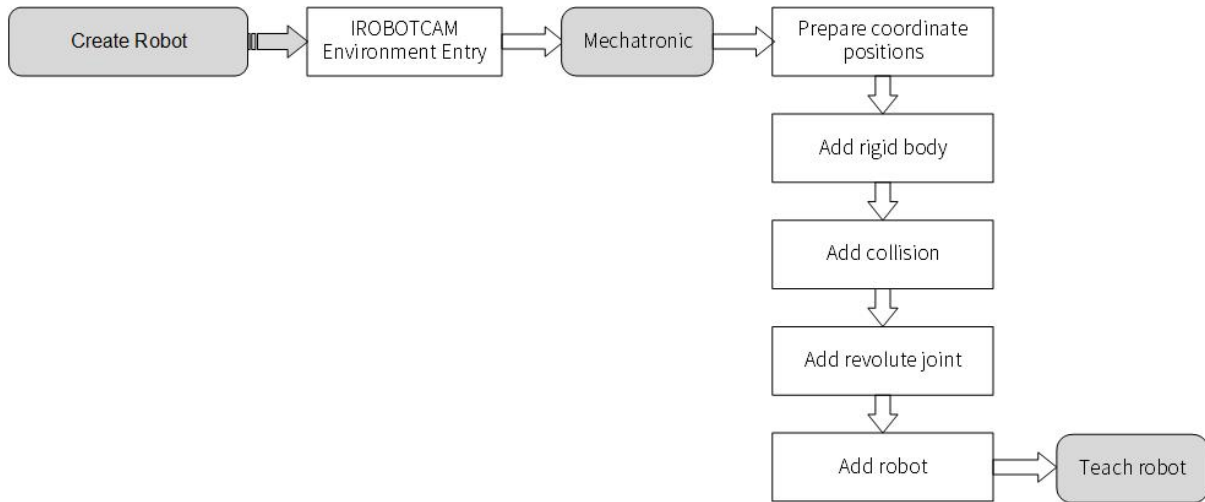 Create Robot
IROBOTCAM
Environment Entry
Mechatronic
Prepare coordinate
positions
Add rigid body
Add collision
Add revolute joint
Add robot
Teach robot